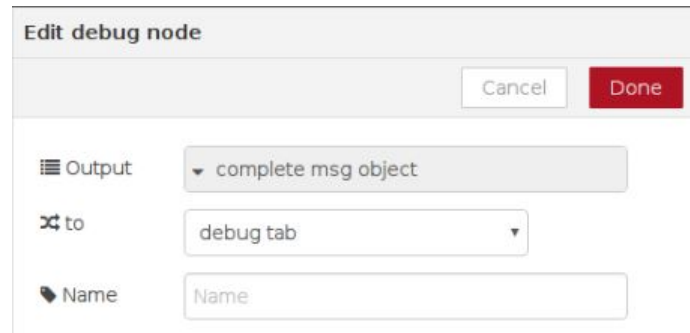 Edit debug node
Cancel Done
Output complete msg object
to debug tab
Name Name